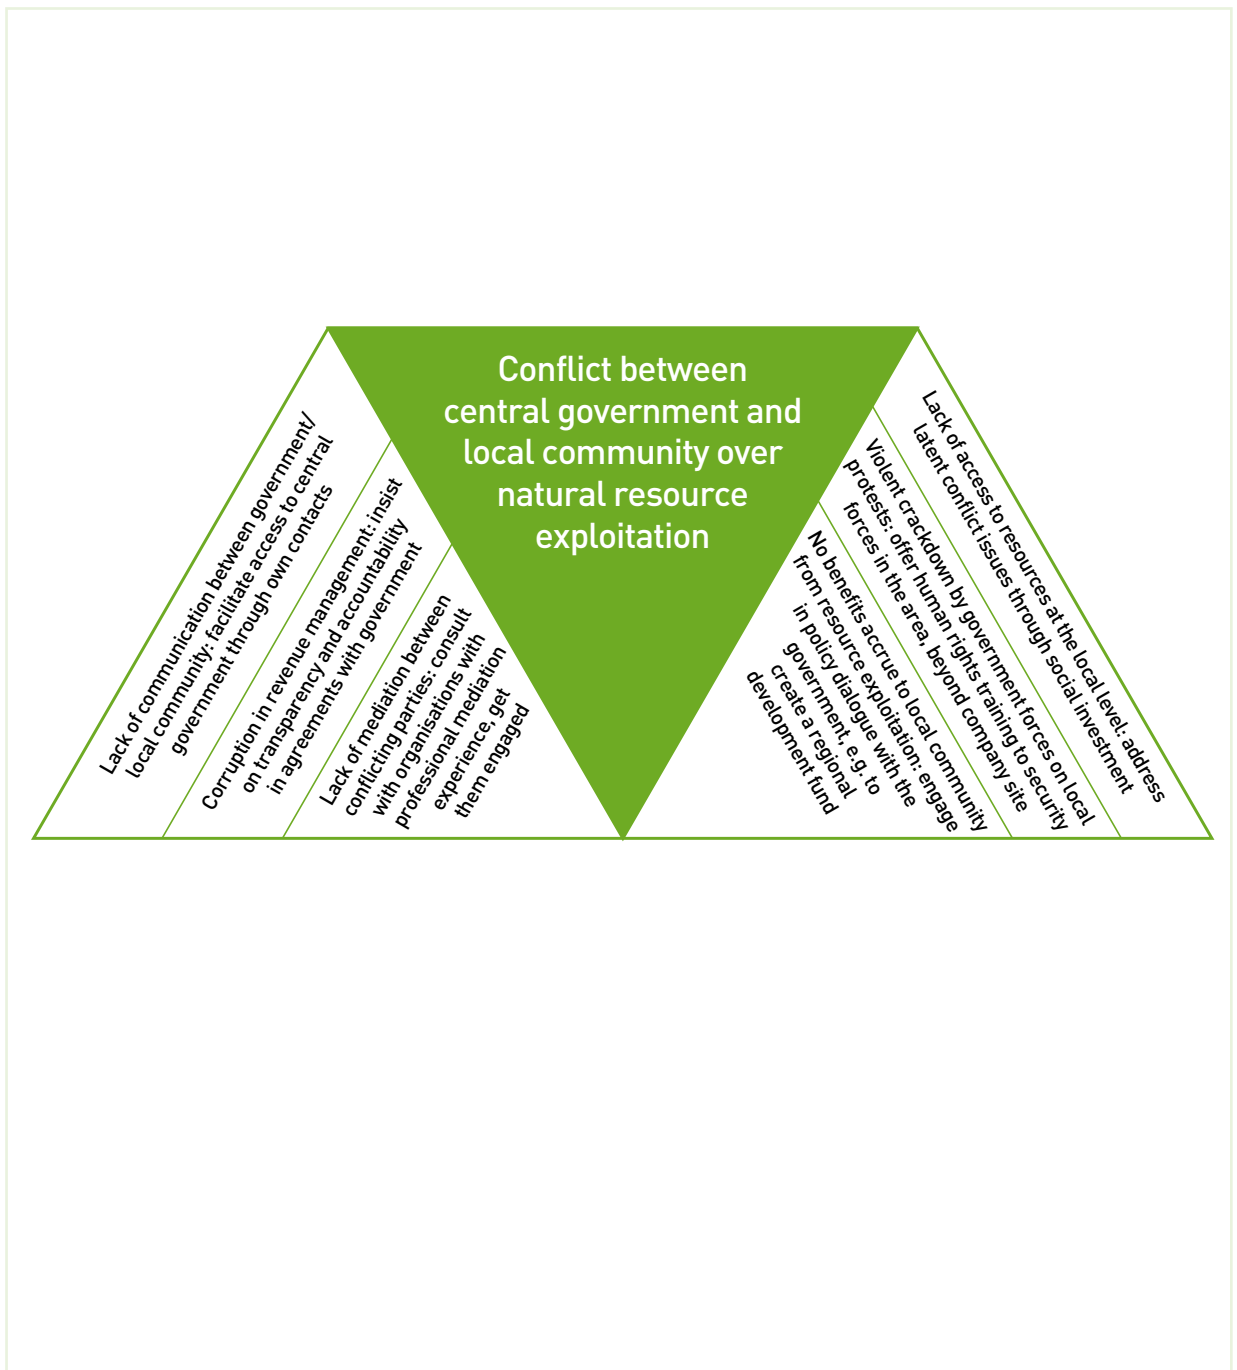 Conflict between
central government and
local community over
natural resource
exploitation
Lack of communication between government/
local community: facilitate access to central
government through own contacts
Corruption in revenue management: insist
on transparency and accountability
in agreements with government
Lack of mediation between
conflicting parties: consult
with organisations with
professional mediation
experience, get
them engaged
No benefits accrue to local community
from resource exploitation: engage
in policy dialogue with the
government, e.g. to
create a regional
development fund
Violent crackdown by government forces on local
protests: offer human rights training to security
forces in the area, beyond company site
Lack of access to resources at the local level: address
latent conflict issues through social investment